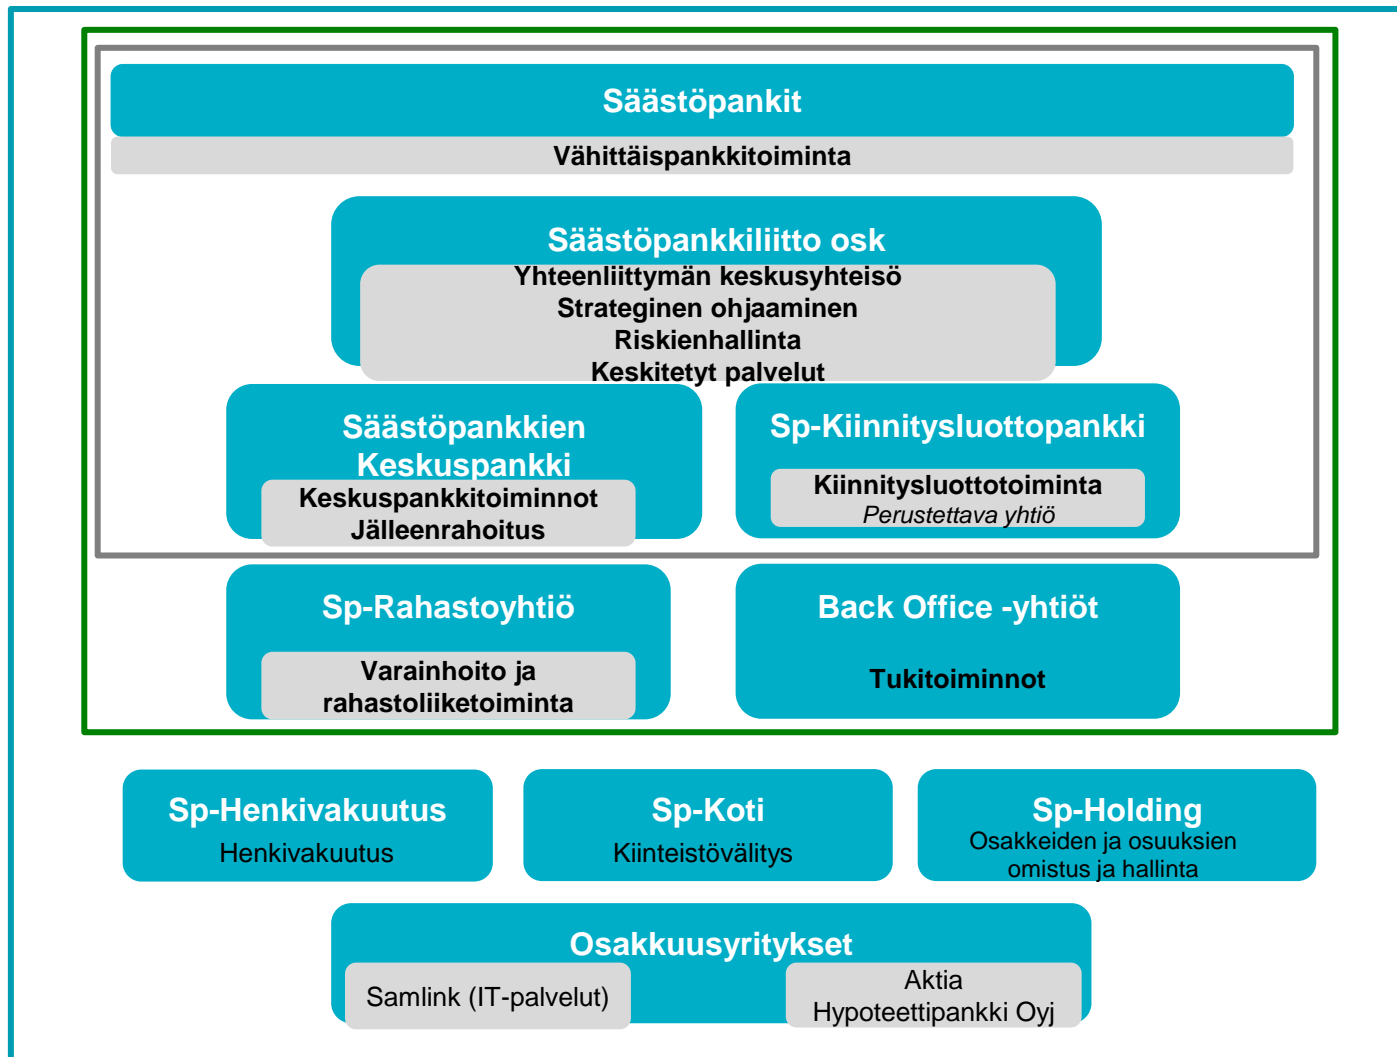 Säästöpankit
Vähittäispankkitoiminta
Säästöpankkiliitto osk
Yhteenliittymän keskusyhteisö
Strateginen ohjaaminen
Riskienhallinta
Keskitetyt palvelut
Säästöpankkien
Keskuspankki
Keskuspankkitoiminnot
Jälleenrahoitus
Sp-Kiinnitysluottopankki
Kiinnitysluottotoiminta
Perustettava yhtiö
Sp-Rahastoyhtiö
Varainhoito ja
rahastoliiketoiminta
Back Office -yhtiöt
Tukitoiminnot
Sp-Henkivakuutus
Henkivakuutus
Sp-Koti
Kiinteistövälitys
Sp-Holding
Osakkeiden ja osuuksien
omistus ja hallinta
Osakkuusyritykset
Samlink (IT-palvelut)
Aktia
Hypoteettipankki Oyj